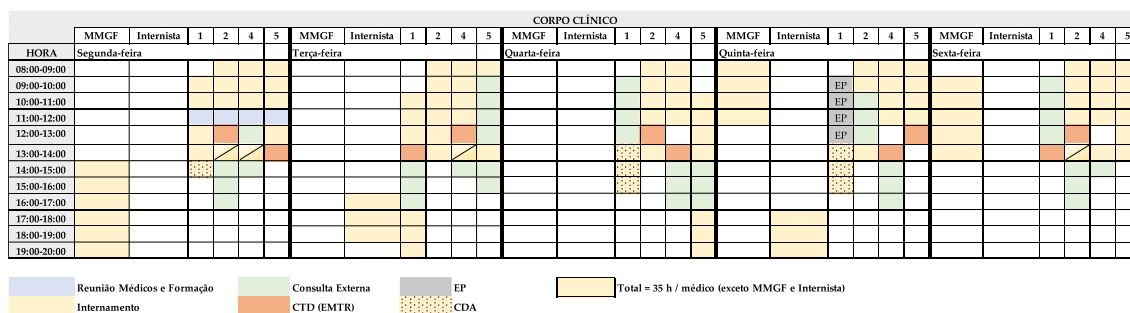 CORPO CLÍNICO
MMGF Internista 1 2 4 5 MMGF Internista 1 2 4 5 MMGF Internista 1 2 4 5 MMGF Internista 1 2 4 5 MMGF Internista 1 2 4 5
HORA Segunda-feira Terça-feira Quarta-feira Quinta-feira Sexta-feira
08:00-09:00
09:00-10:00 EP
10:00-11:00 EP
11:00-12:00 EP
12:00-13:00 EP
13:00-14:00
14:00-15:00
15:00-16:00
16:00-17:00
17:00-18:00
18:00-19:00
19:00-20:00
Reunião Médicos e Formação Consulta Externa EP Total = 35 h / médico (exceto MMGF e Internista)
Internamento CTD (EMTR) CDA